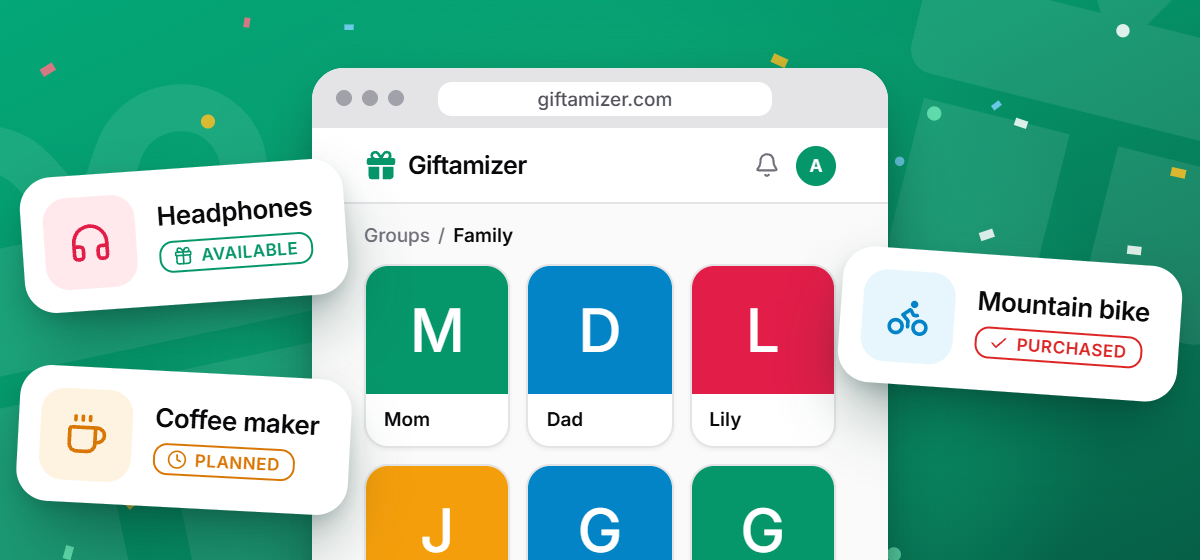 giftamizer.com
Giftamizer
A
Groups / Family
Headphones
AVAILABLE
Coffee maker
PLANNED
M
D
L
Mom
Dad
Lily
Mountain bike
PURCHASED
J
G
G